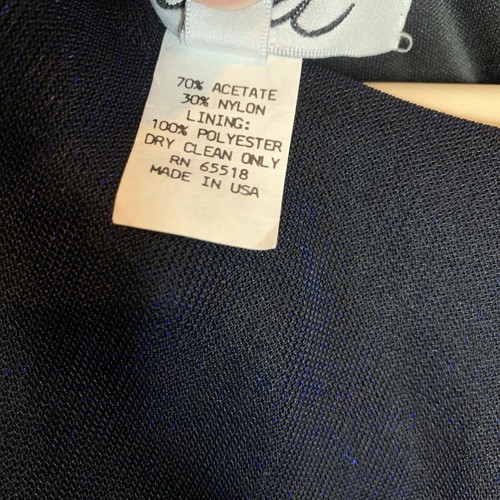 70% ACETATE
30% NYLON
LINING:
100% POLYESTER
DRY CLEAN ONLY
RN 65518
MADE IN USA